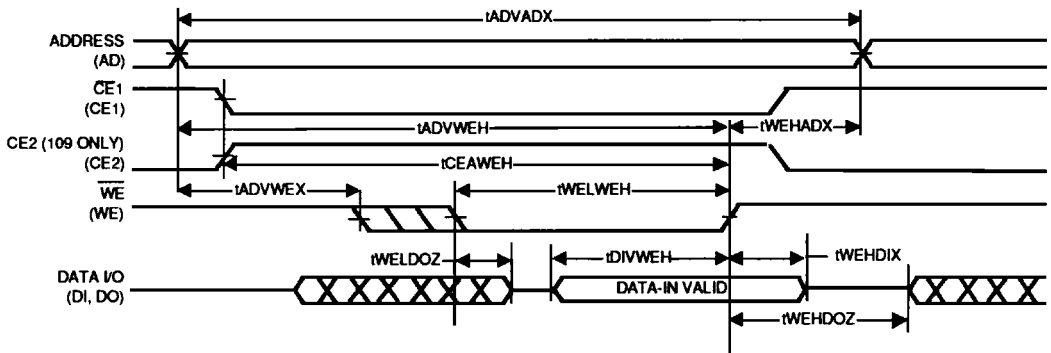 tADVADX
ADDRESS
(AD)
CE1
(CE1)
tADVWEH
tWEHADX
CE2 (109 ONLY)
(CE2)
tCEAWEH
tADVWEX
tWELWEH
WE
(WE)
tWELDOZ
tDIVWEH
tWEHDIX
DATA I/O
(DI, DO)
DATA-IN VALID
tWEHDOZ